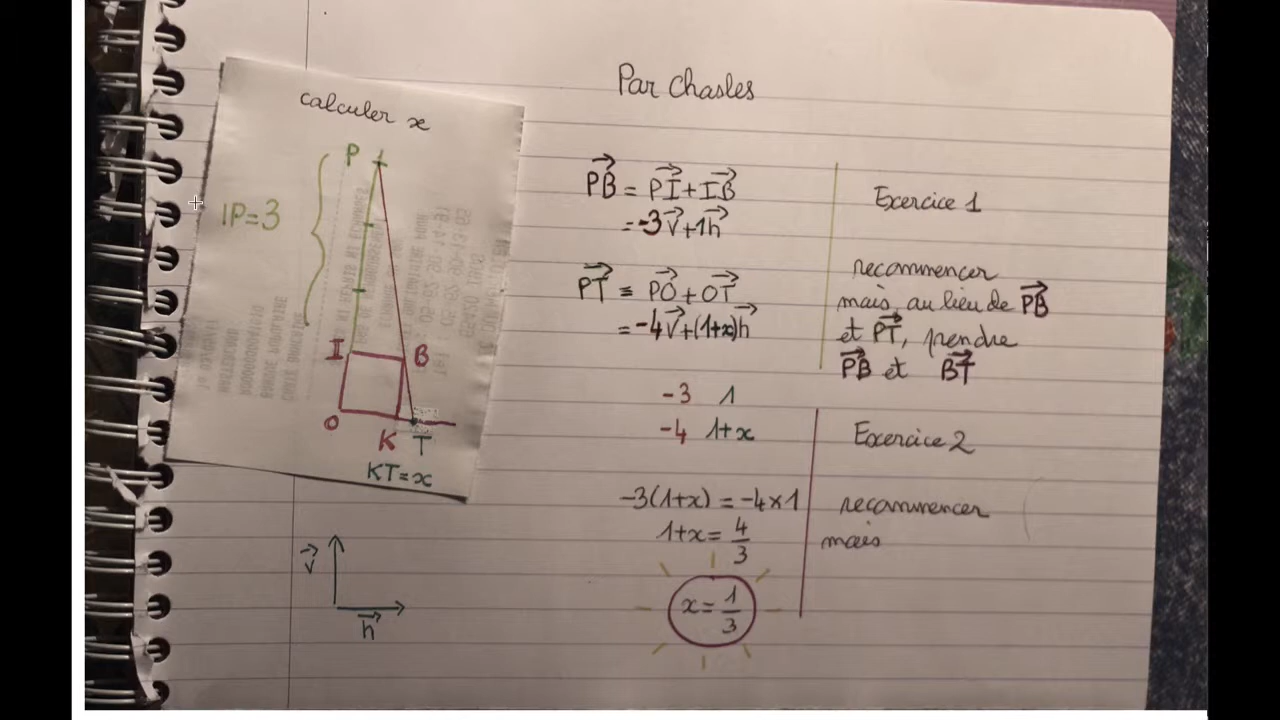 calculer x
P
IP=3
I
B
O
K
T
KT=x
v
h
Par Chasles
PB = PI + IB
= -3v+1h
PT = PO + OT
= -4v+(1+x)h
-3 1
-4 1+x
-3(1+x) = -4×1
1+x = 4/3
x = 1/3
Exercice 1
recommencer
mais, au lieu de PB
et PT, prendre
PB et BT
Exercice 2
recommencer
mais